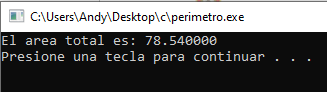 C:\Users\Andy\Desktop\c\perimetro.exe
El area total es: 78.540000
Presione una tecla para continuar . . .